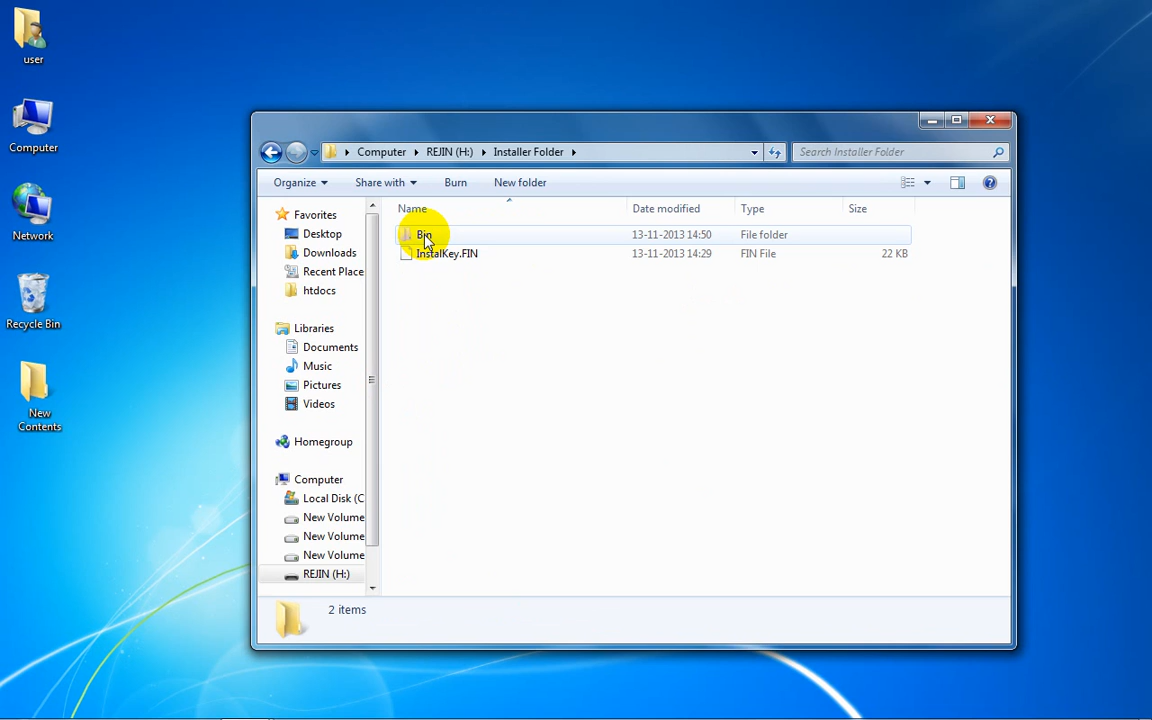 user
Computer
Network
Recycle Bin
New
Contents
Computer REJIN (H:) Installer Folder
Search Installer Folder
Organize Share with Burn New folder
Name Date modified Type Size
Bin 13-11-2013 14:50 File folder
InstalKey.FIN 13-11-2013 14:29 FIN File 22 KB
Favorites
Desktop
Downloads
Recent Place
htdocs
Libraries
Documents
Music
Pictures
Videos
Homegroup
Computer
Local Disk (C
New Volume
New Volume
New Volume
REJIN (H:)
2 items